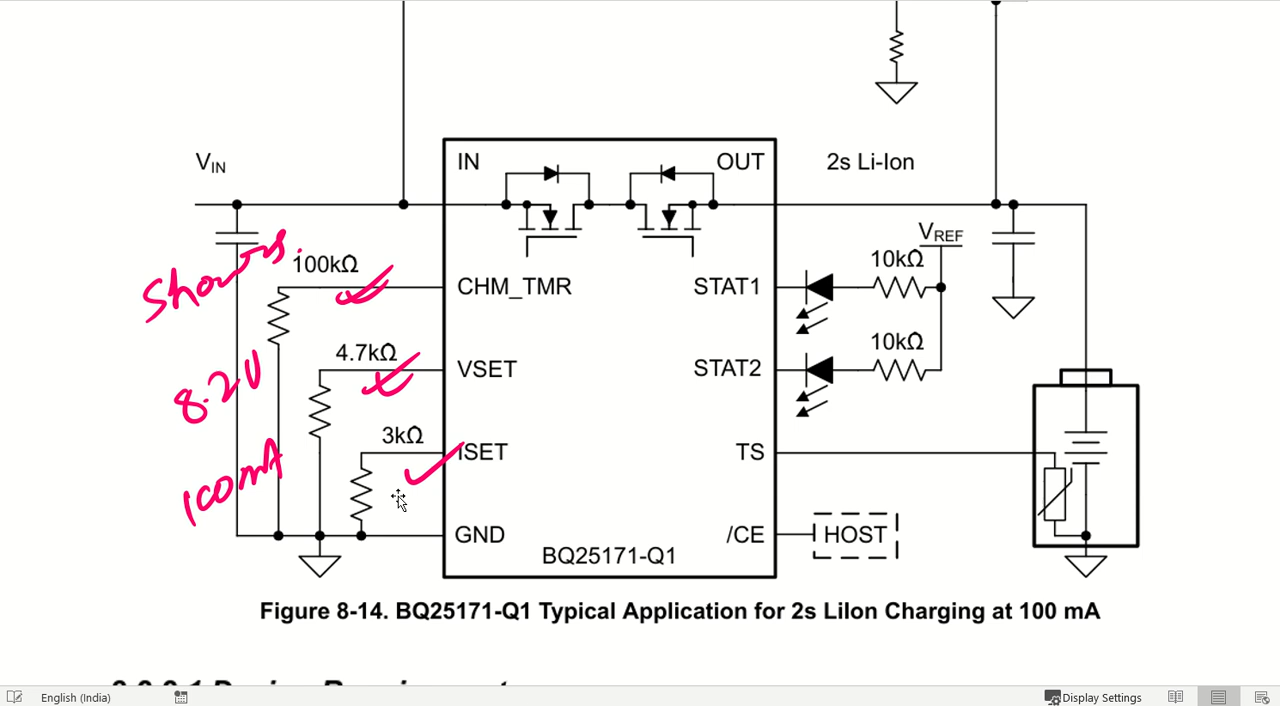 VIN
IN
OUT
2s Li-Ion
VREF
10kΩ
100kΩ
CHM_TMR
STAT1
10kΩ
4.7kΩ
VSET
STAT2
8.2V
3kΩ
ISET
TS
100mA
GND
/CE
HOST
BQ25171-Q1
Figure 8-14. BQ25171-Q1 Typical Application for 2s LiIon Charging at 100 mA
English (India)
Display Settings